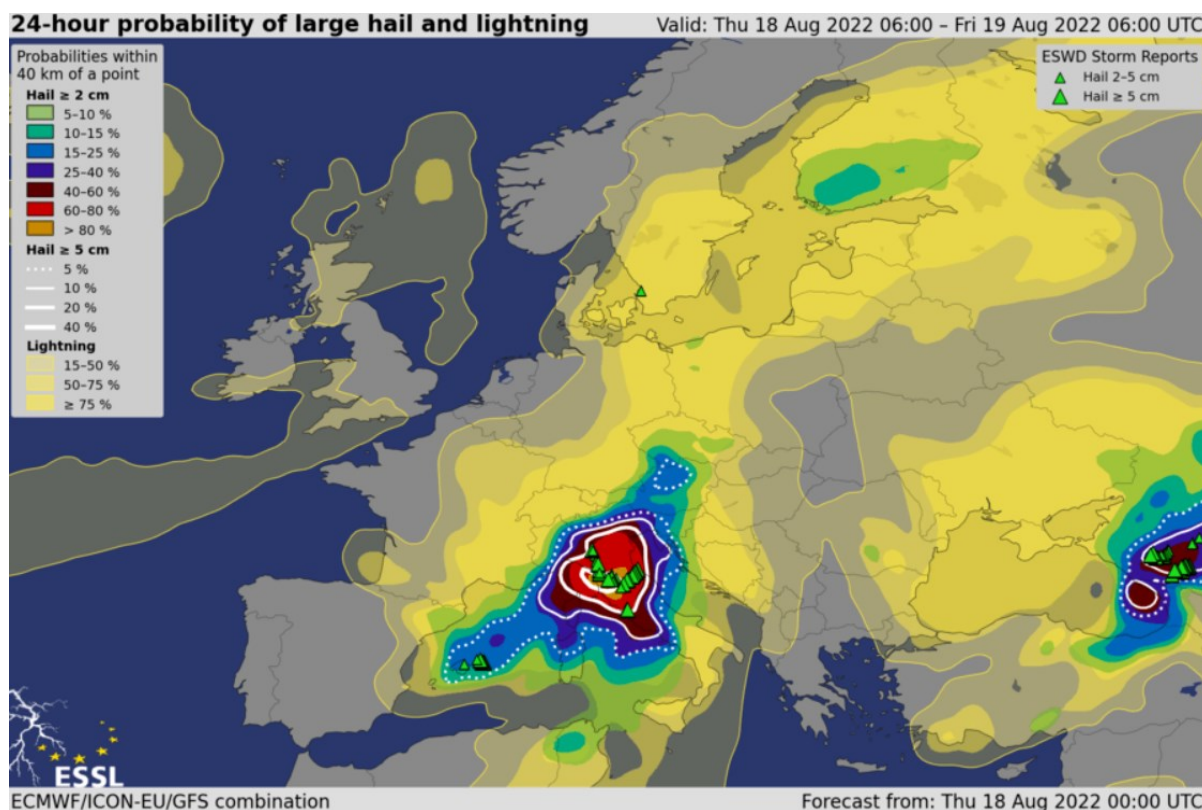 24-hour probability of large hail and lightning
Valid: Thu 18 Aug 2022 06:00 – Fri 19 Aug 2022 06:00 UTC
Probabilities within
40 km of a point
Hail ≥ 2 cm
5–10 %
10–15 %
15–25 %
25–40 %
40–60 %
60–80 %
> 80 %
Hail ≥ 5 cm
5 %
10 %
20 %
40 %
Lightning
15–50 %
50–75 %
≥ 75 %
ESWD Storm Reports
Hail 2–5 cm
Hail ≥ 5 cm
ESSL
ECMWF/ICON-EU/GFS combination
Forecast from: Thu 18 Aug 2022 00:00 UTC